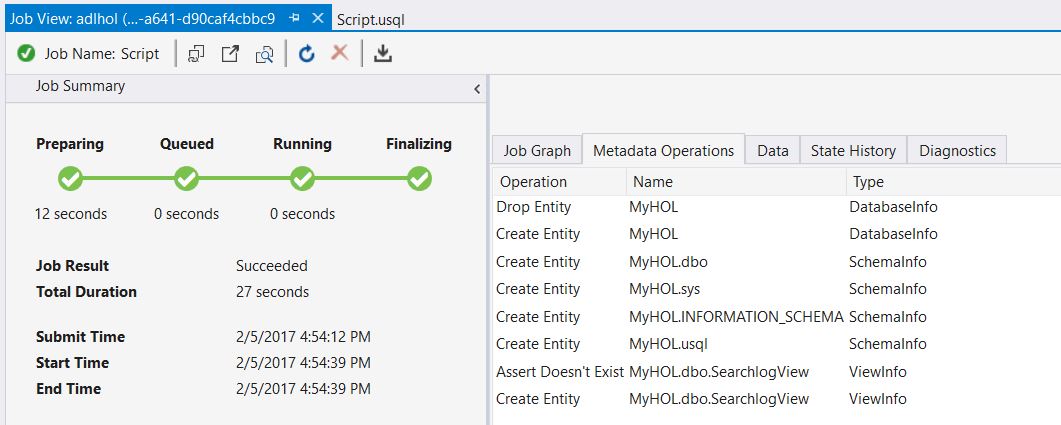 Job View: adlhol (...-a641-d90caf4cbbc9 Script.usql
Job Name: Script
Job Summary
Preparing Queued Running Finalizing
12 seconds 0 seconds 0 seconds
Job Result Succeeded
Total Duration 27 seconds
Submit Time 2/5/2017 4:54:12 PM
Start Time 2/5/2017 4:54:39 PM
End Time 2/5/2017 4:54:39 PM
Job Graph Metadata Operations Data State History Diagnostics
Operation Name Type
Drop Entity MyHOL DatabaseInfo
Create Entity MyHOL DatabaseInfo
Create Entity MyHOL.dbo SchemaInfo
Create Entity MyHOL.sys SchemaInfo
Create Entity MyHOL.INFORMATION_SCHEMA SchemaInfo
Create Entity MyHOL.usql SchemaInfo
Assert Doesn't Exist MyHOL.dbo.SearchlogView ViewInfo
Create Entity MyHOL.dbo.SearchlogView ViewInfo